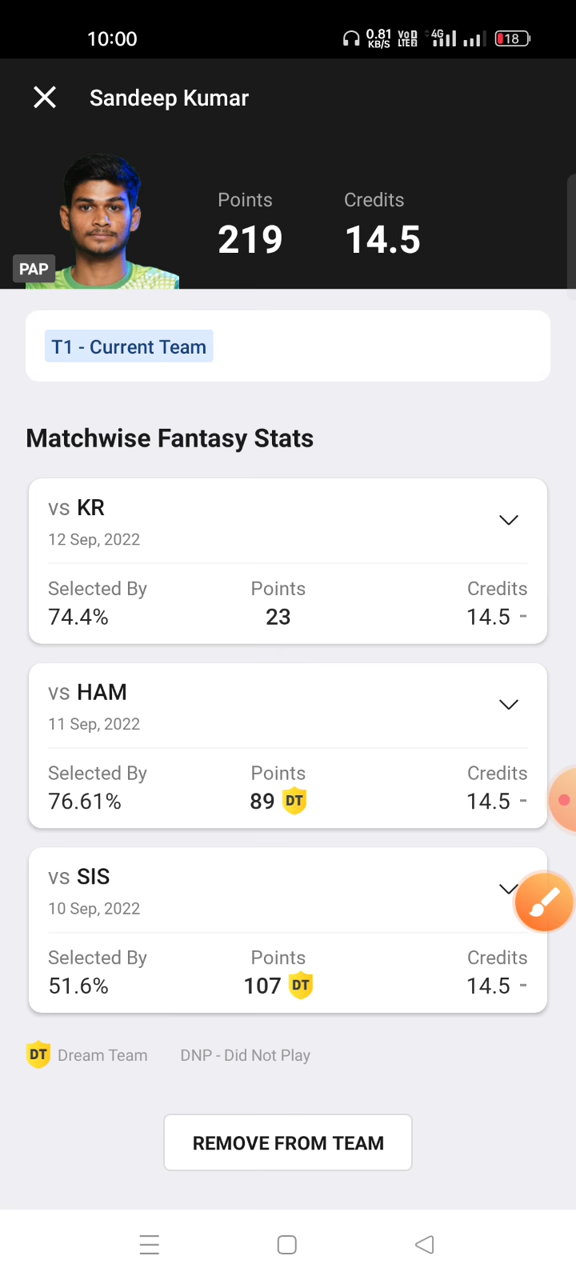 10:00 0.81 KB/S VoD LTE2 4G 18
Sandeep Kumar
Points Credits
219 14.5
PAP
T1 - Current Team
Matchwise Fantasy Stats
vs KR
12 Sep, 2022
Selected By Points Credits
74.4% 23 14.5 -
vs HAM
11 Sep, 2022
Selected By Points Credits
76.61% 89 DT 14.5 -
vs SIS
10 Sep, 2022
Selected By Points Credits
51.6% 107 DT 14.5 -
DT Dream Team DNP - Did Not Play
REMOVE FROM TEAM